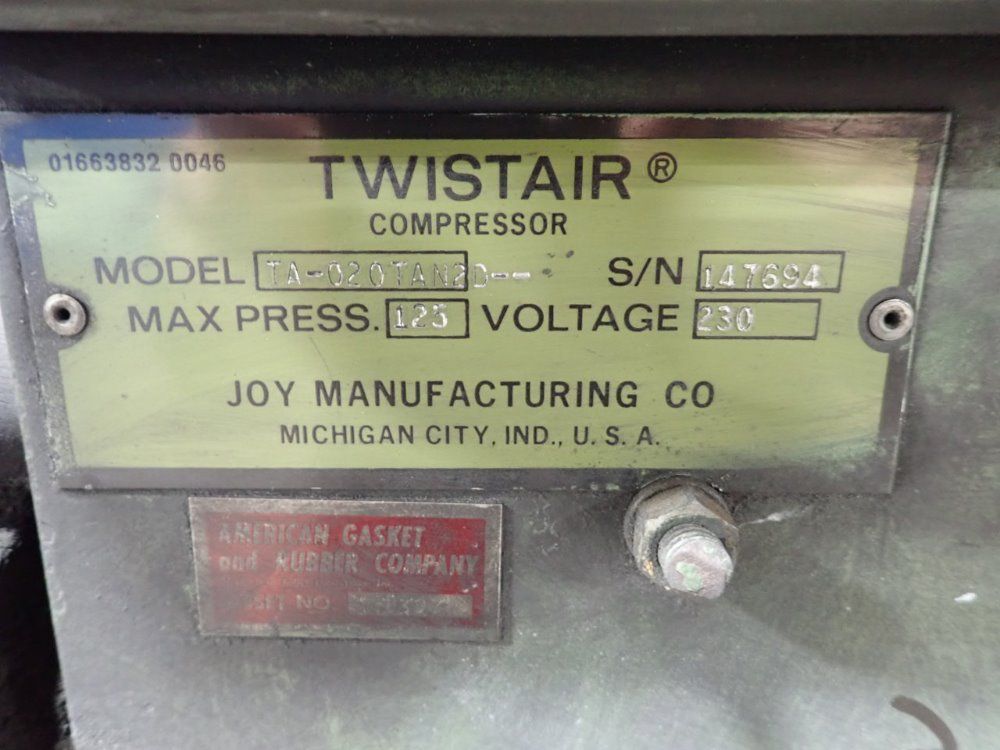 01663832 0046
TWISTAIR®
COMPRESSOR
MODEL TA-020TAN2D-- S/N 147694
MAX PRESS. 125 VOLTAGE 230
JOY MANUFACTURING CO
MICHIGAN CITY, IND., U. S. A.
AMERICAN GASKET
and RUBBER COMPANY
NO.